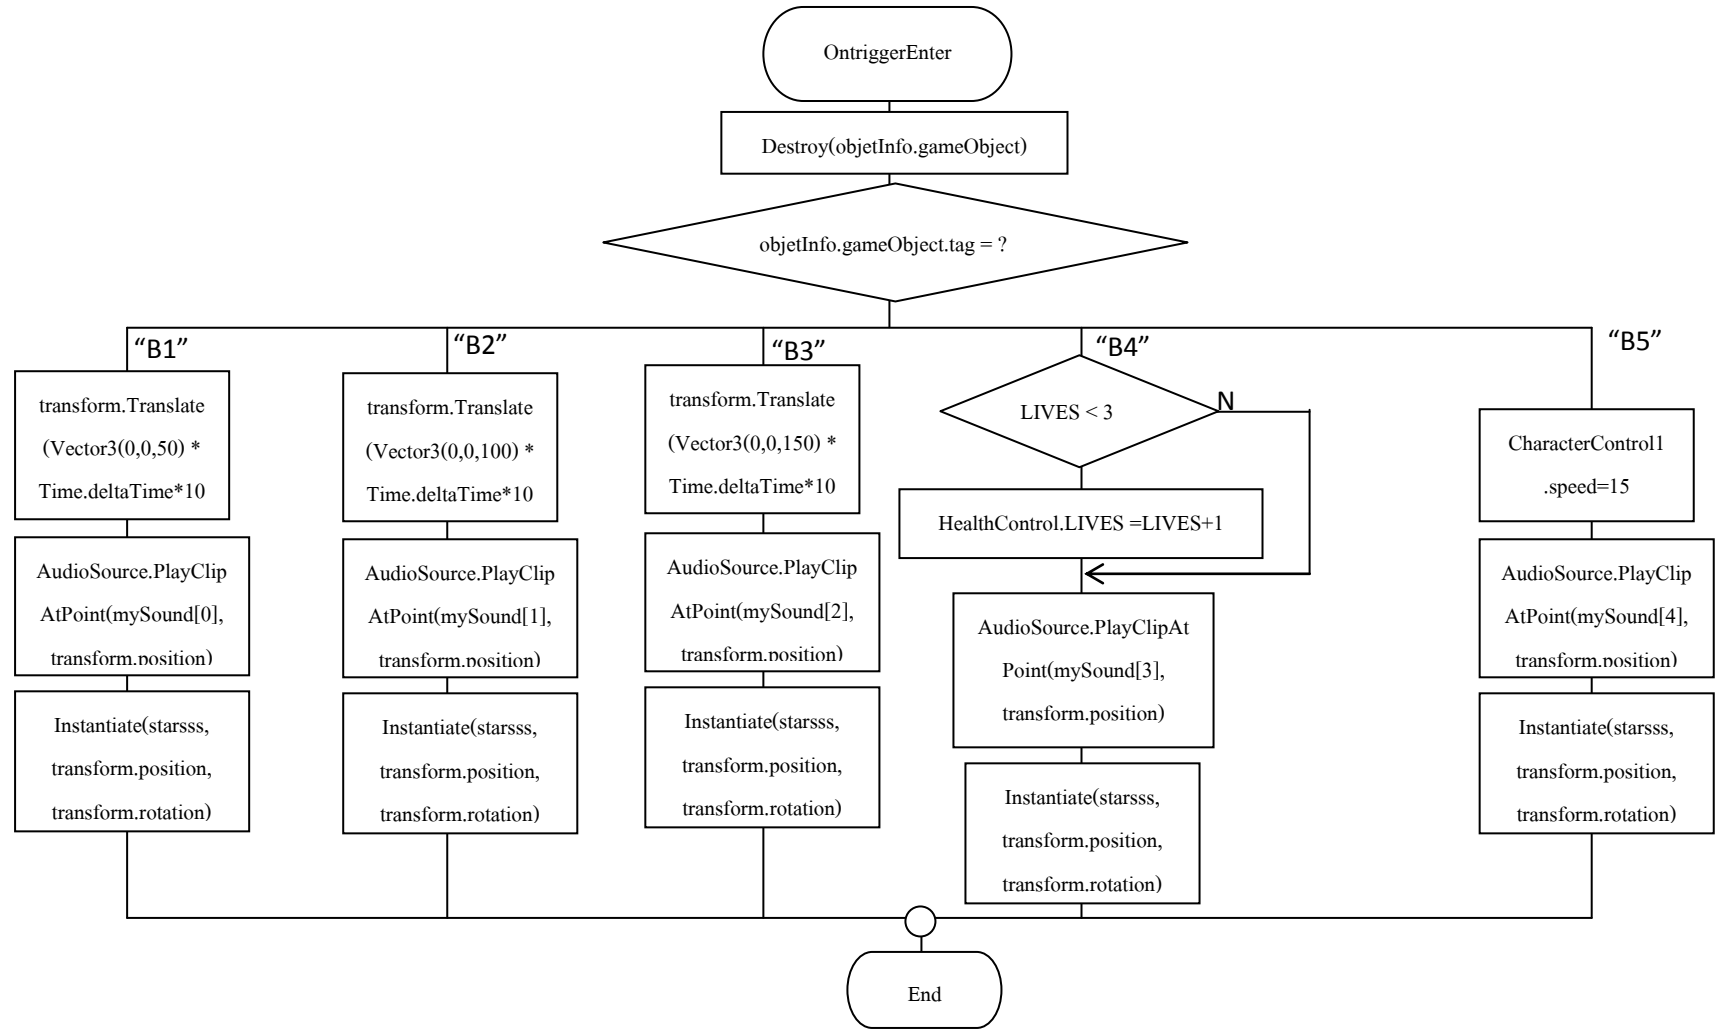 OntriggerEnter
Destroy(objetInfo.gameObject)
objetInfo.gameObject.tag = ?
“B1”
transform.Translate
(Vector3(0,0,50) *
Time.deltaTime*10
AudioSource.PlayClip
AtPoint(mySound[0],
transform.position)
Instantiate(starsss,
transform.position,
transform.rotation)
“B2”
transform.Translate
(Vector3(0,0,100) *
Time.deltaTime*10
AudioSource.PlayClip
AtPoint(mySound[1],
transform.position)
Instantiate(starsss,
transform.position,
transform.rotation)
“B3”
transform.Translate
(Vector3(0,0,150) *
Time.deltaTime*10
AudioSource.PlayClip
AtPoint(mySound[2],
transform.position)
Instantiate(starsss,
transform.position,
transform.rotation)
“B4”
LIVES < 3
N
HealthControl.LIVES =LIVES+1
AudioSource.PlayClipAt
Point(mySound[3],
transform.position)
Instantiate(starsss,
transform.position,
transform.rotation)
“B5”
CharacterControl1
.speed=15
AudioSource.PlayClip
AtPoint(mySound[4],
transform.position)
Instantiate(starsss,
transform.position,
transform.rotation)
End